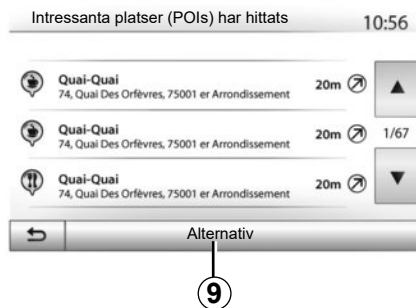 Intressanta platser (POIs) har hittats 10:56
Quai-Quai
74, Quai Des Orfèvres, 75001 er Arrondissement 20m
Quai-Quai
74, Quai Des Orfèvres, 75001 er Arrondissement 20m 1/67
Quai-Quai
74, Quai Des Orfèvres, 75001 er Arrondissement 20m
Alternativ
9